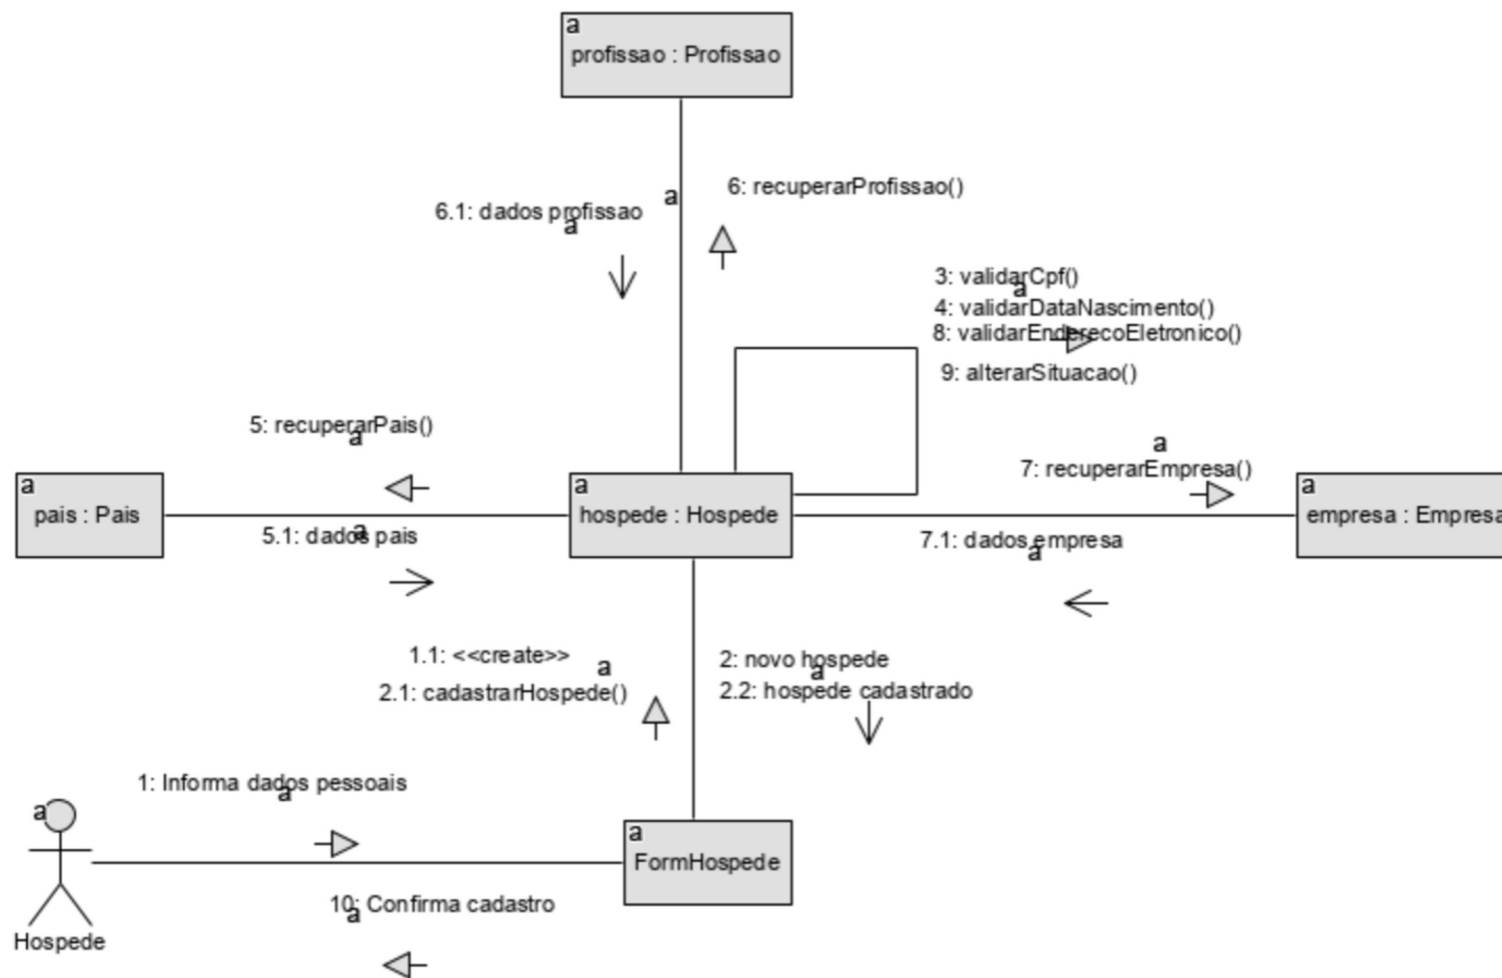 a
profissao : Profissao
6: recuperarProfissao()
a
6.1: dados profissao
a
3: validarCpf()
a
4: validarDataNascimento()
8: validarEnderecoEletronico()
9: alterarSituacao()
5: recuperarPais()
a
a
7: recuperarEmpresa()
a
pais : Pais
a
hospede : Hospede
a
empresa : Empresa
5.1: dados pais
a
7.1: dados empresa
a
1.1: <<create>>
a
2.1: cadastrarHospede()
2: novo hospede
a
2.2: hospede cadastrado
1: Informa dados pessoais
a
a
Hospede
a
FormHospede
10: Confirma cadastro
a